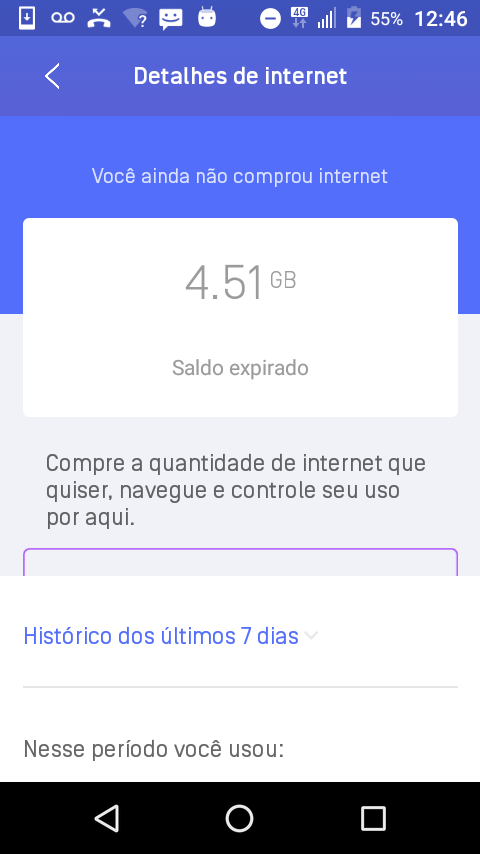 4G
55%
12:46
Detalhes de internet
Você ainda não comprou internet
4.51 GB
Saldo expirado
Compre a quantidade de internet que
quiser, navegue e controle seu uso
por aqui.
Histórico dos últimos 7 dias
Nesse período você usou: